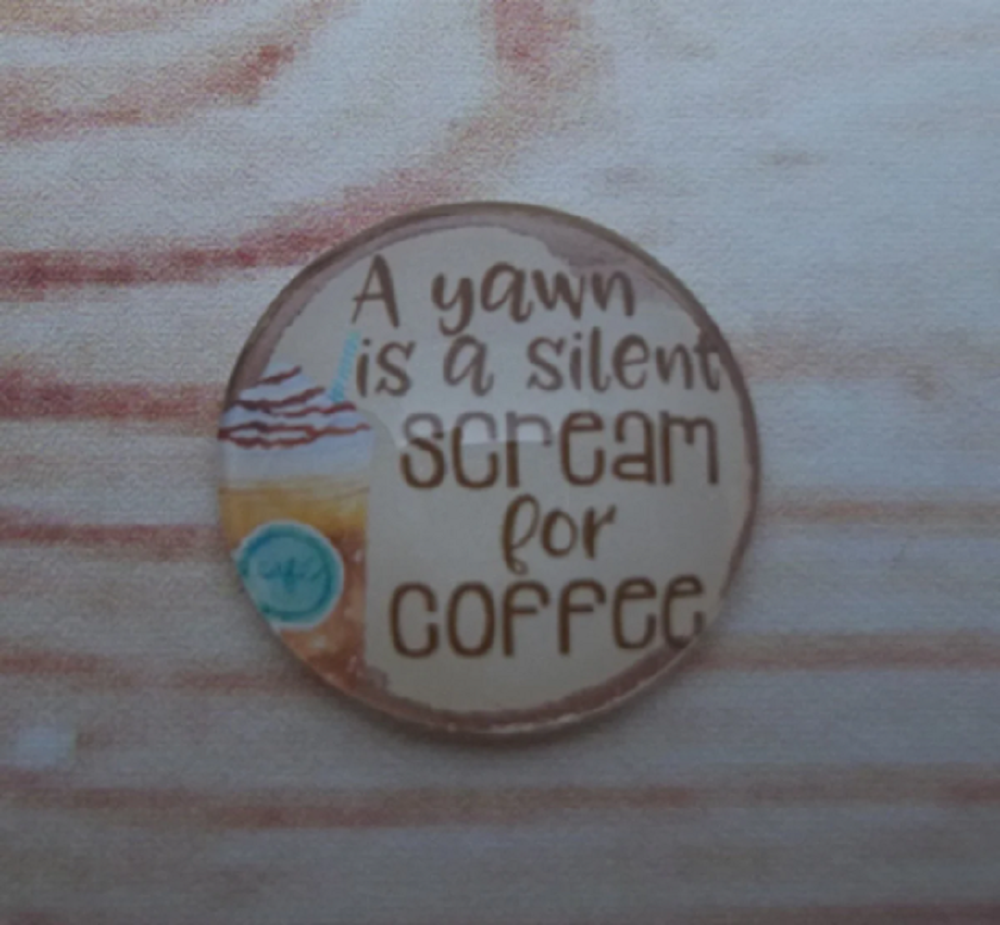 A yawn
is a silent
scream
for
coffee